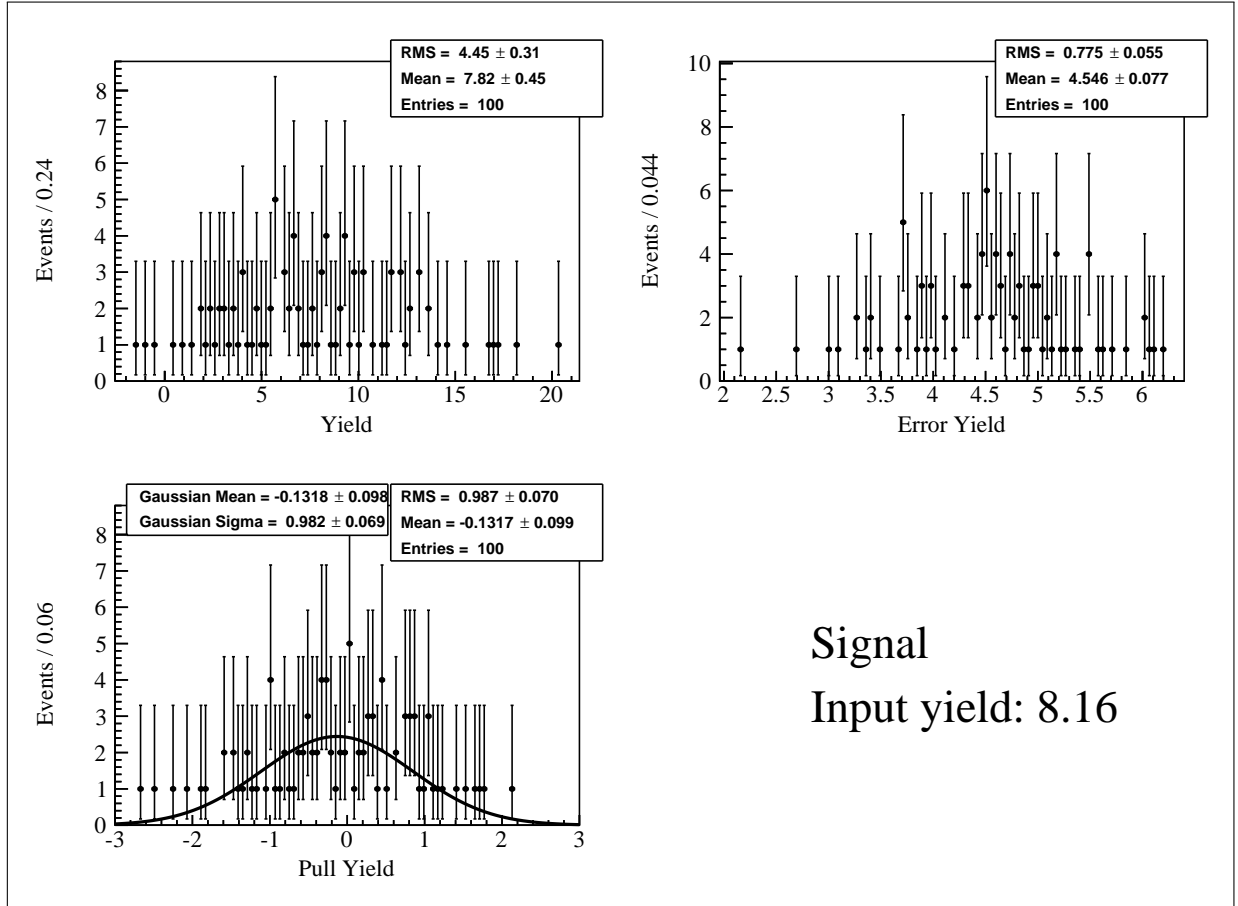 RMS = 4.45 ± 0.31
Mean = 7.82 ± 0.45
Entries = 100
Events / 0.24
8
7
6
5
4
3
2
1
0
0 5 10 15 20
Yield
RMS = 0.775 ± 0.055
Mean = 4.546 ± 0.077
Entries = 100
Events / 0.044
10
8
6
4
2
0
2 2.5 3 3.5 4 4.5 5 5.5 6
Error Yield
Gaussian Mean = -0.1318 ± 0.098
Gaussian Sigma = 0.982 ± 0.069
RMS = 0.987 ± 0.070
Mean = -0.1317 ± 0.099
Entries = 100
Events / 0.06
8
7
6
5
4
3
2
1
0
-3 -2 -1 0 1 2 3
Pull Yield
Signal
Input yield: 8.16